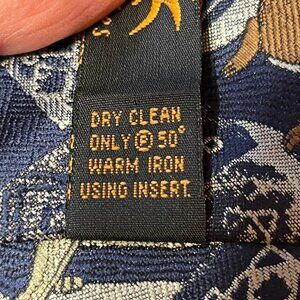 DRY CLEAN
ONLY Ⓟ 50°
WARM IRON
USING INSERT.